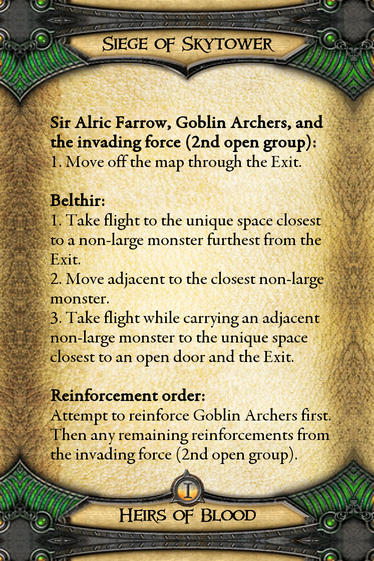 Siege of Skytower
Sir Alric Farrow, Goblin Archers, and
the invading force (2nd open group):
1. Move off the map through the Exit.
Belthir:
1. Take flight to the unique space closest
to a non-large monster furthest from the
Exit.
2. Move adjacent to the closest non-large
monster.
3. Take flight while carrying an adjacent
non-large monster to the unique space
closest to an open door and the Exit.
Reinforcement order:
Attempt to reinforce Goblin Archers first.
Then any remaining reinforcements from
the invading force (2nd open group).
I
Heirs of Blood